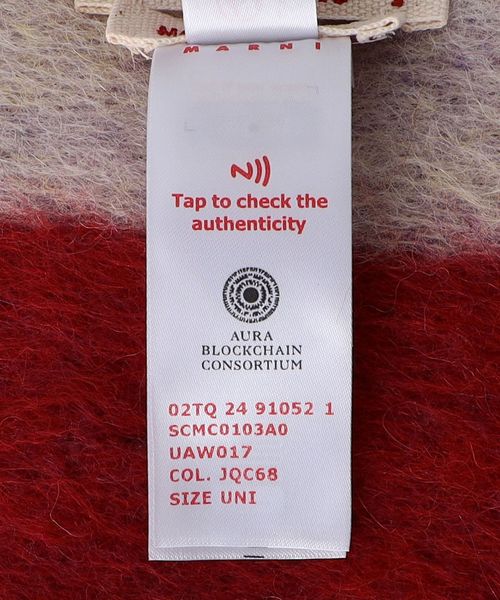 MARNI
Tap to check the
authenticity
AURA
BLOCKCHAIN
CONSORTIUM
02TQ 24 91052 1
SCMC0103A0
UAW017
COL. JQC68
SIZE UNI